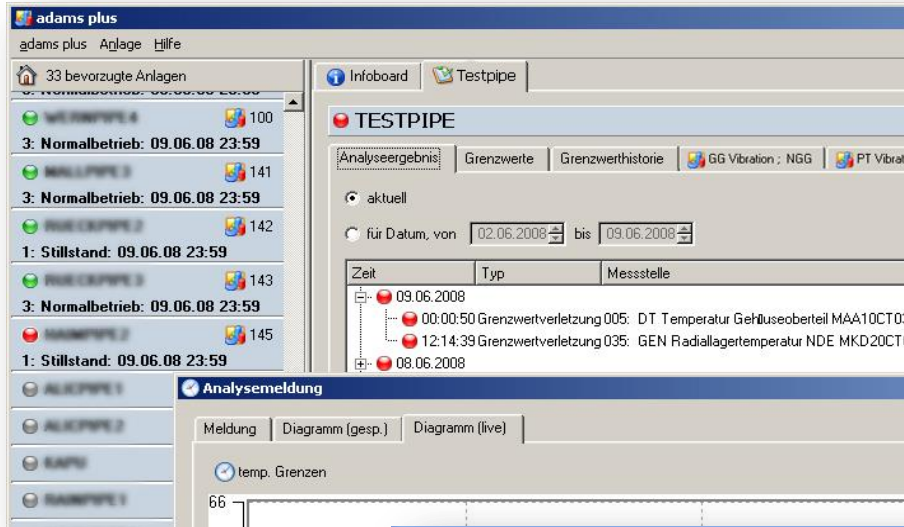 adams plus
adams plus Anlage Hilfe
33 bevorzugte Anlagen
100
3: Normalbetrieb: 09.06.08 23:59
141
3: Normalbetrieb: 09.06.08 23:59
142
1: Stillstand: 09.06.08 23:59
143
3: Normalbetrieb: 09.06.08 23:59
145
1: Stillstand: 09.06.08 23:59
Infoboard Testpipe
TESTPIPE
Analyseergebnis Grenzwerte Grenzwerthistorie GG Vibration ; NGG PT Vibrat
aktuell
für Datum, von 02.06.2008 bis 09.06.2008
Zeit Typ Messstelle
09.06.2008
00:00:50 Grenzwertverletzung 005: DT Temperatur Gehäuseoberteil MAA10CT03
12:14:39 Grenzwertverletzung 035: GEN Radiallagertemperatur NDE MKD20CT
08.06.2008
Analysemeldung
Meldung Diagramm (gesp.) Diagramm (live)
temp. Grenzen
66